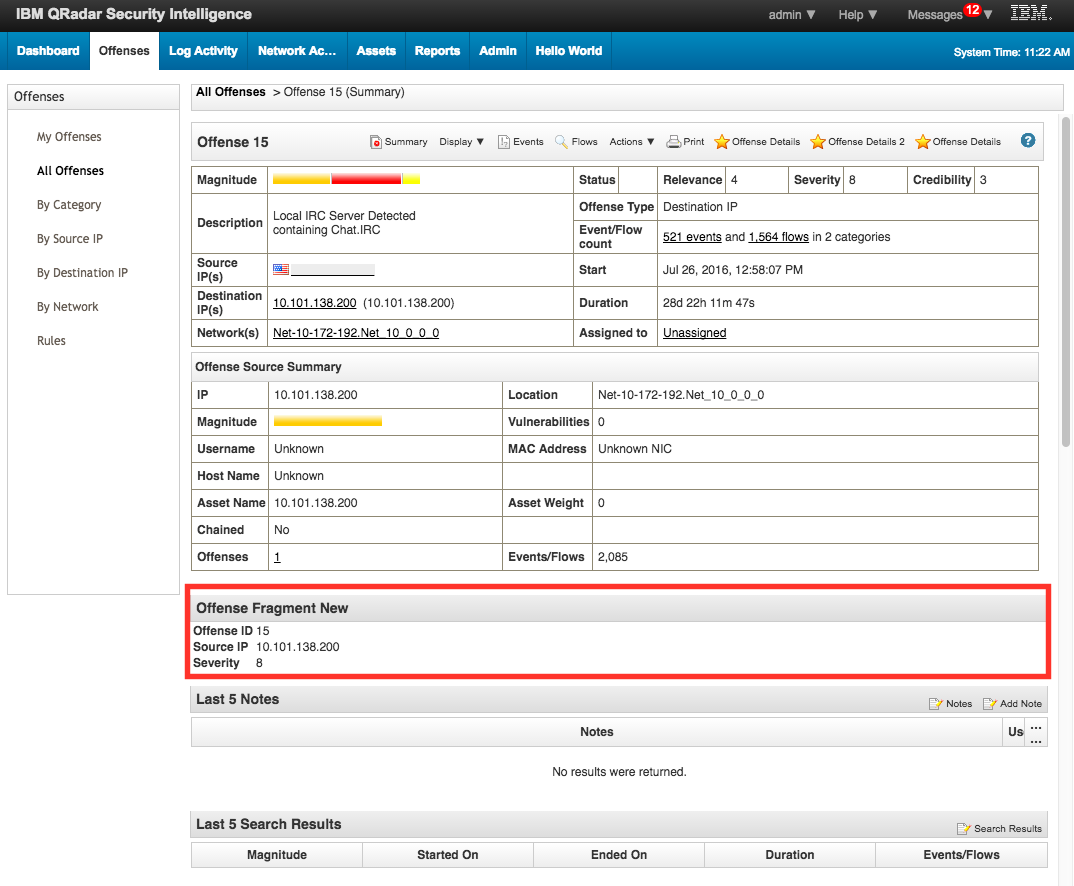 IBM QRadar Security Intelligence
admin ▼ Help ▼ Messages 12 ▼ IBM.
Dashboard Offenses Log Activity Network Ac... Assets Reports Admin Hello World System Time: 11:22 AM
Offenses
My Offenses
All Offenses
By Category
By Source IP
By Destination IP
By Network
Rules
All Offenses > Offense 15 (Summary)
Offense 15 Summary Display ▼ Events Flows Actions ▼ Print Offense Details Offense Details 2 Offense Details ?
Magnitude Status Relevance 4 Severity 8 Credibility 3
Description Local IRC Server Detected
containing Chat.IRC
Offense Type Destination IP
Event/Flow
count 521 events and 1,564 flows in 2 categories
Source
IP(s)
Start Jul 26, 2016, 12:58:07 PM
Destination
IP(s) 10.101.138.200 (10.101.138.200)
Duration 28d 22h 11m 47s
Network(s) Net-10-172-192.Net_10_0_0_0 Assigned to Unassigned
Offense Source Summary
IP 10.101.138.200 Location Net-10-172-192.Net_10_0_0_0
Magnitude Vulnerabilities 0
Username Unknown MAC Address Unknown NIC
Host Name Unknown
Asset Name 10.101.138.200 Asset Weight 0
Chained No
Offenses 1 Events/Flows 2,085
Offense Fragment New
Offense ID 15
Source IP 10.101.138.200
Severity 8
Last 5 Notes Notes Add Note
Notes Us ...
...
No results were returned.
Last 5 Search Results Search Results
Magnitude Started On Ended On Duration Events/Flows